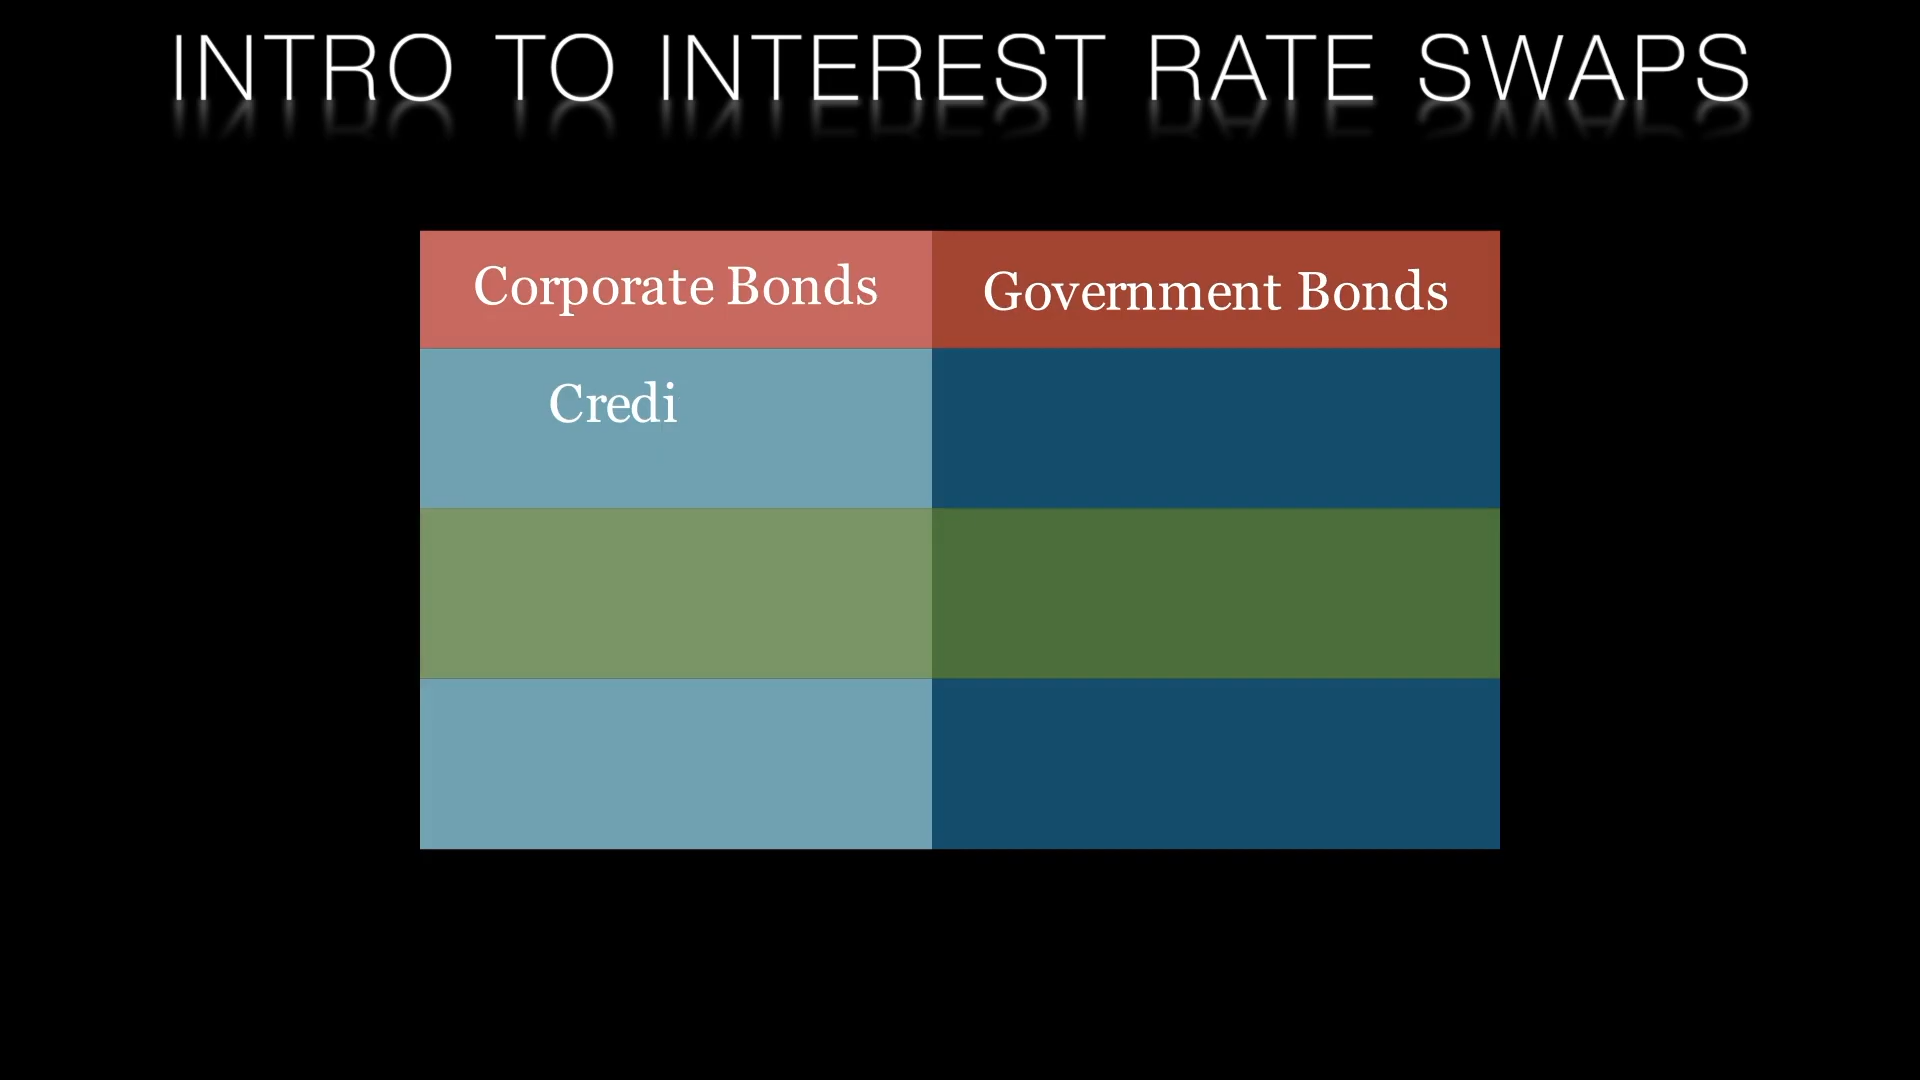 INTRO TO INTEREST RATE SWAPS
Corporate Bonds
Government Bonds
Credi